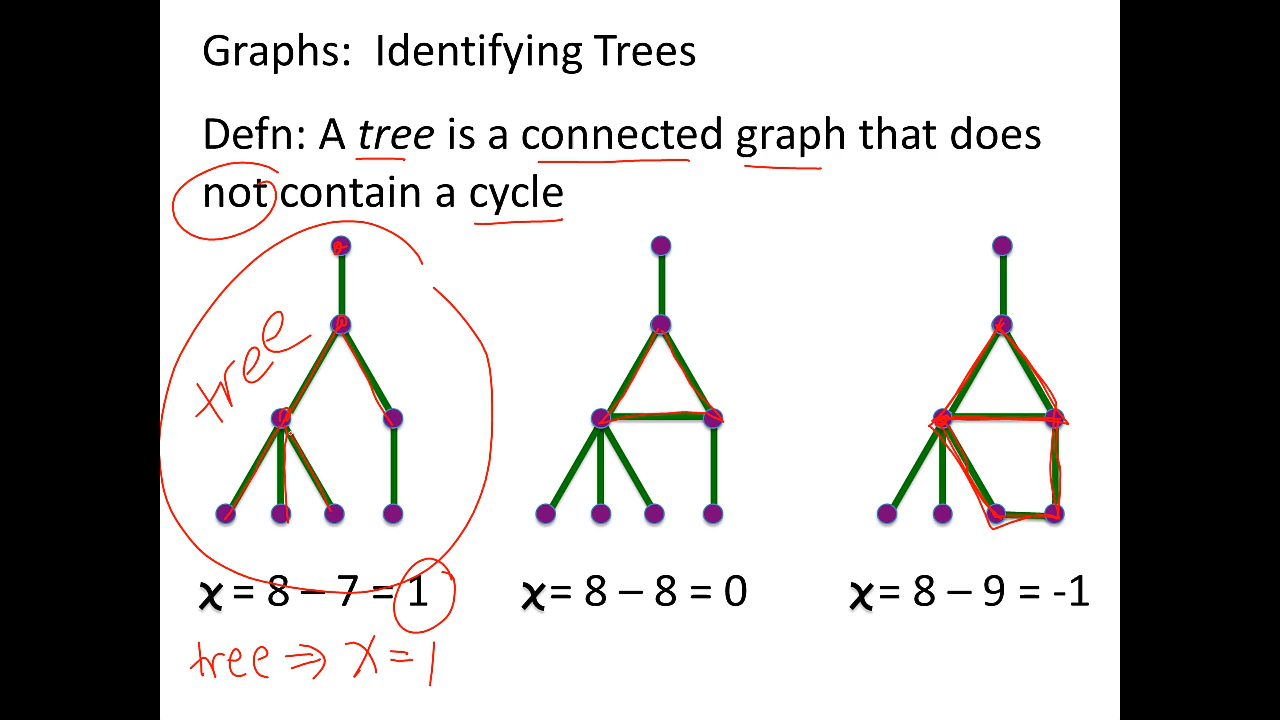 Graphs: Identifying Trees
Defn: A tree is a connected graph that does
not contain a cycle
tree
χ = 8 – 7 = 1
χ = 8 – 8 = 0
χ = 8 – 9 = -1
tree ⇒ χ = 1